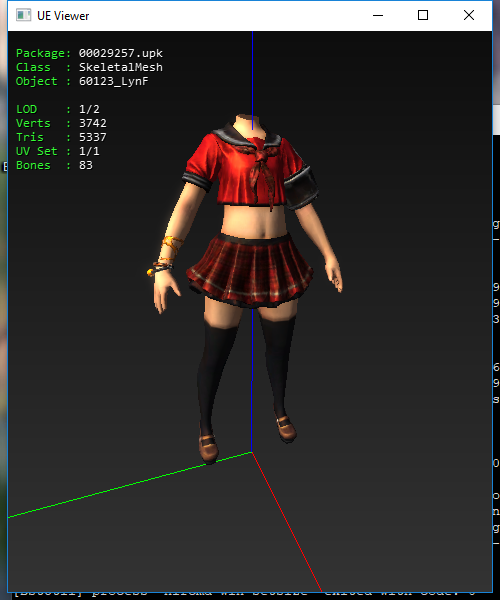 UE Viewer
Package: 00029257.upk
Class  : SkeletalMesh
Object : 60123_LynF
LOD    : 1/2
Verts  : 3742
Tris   : 5337
UV Set : 1/1
Bones  : 83